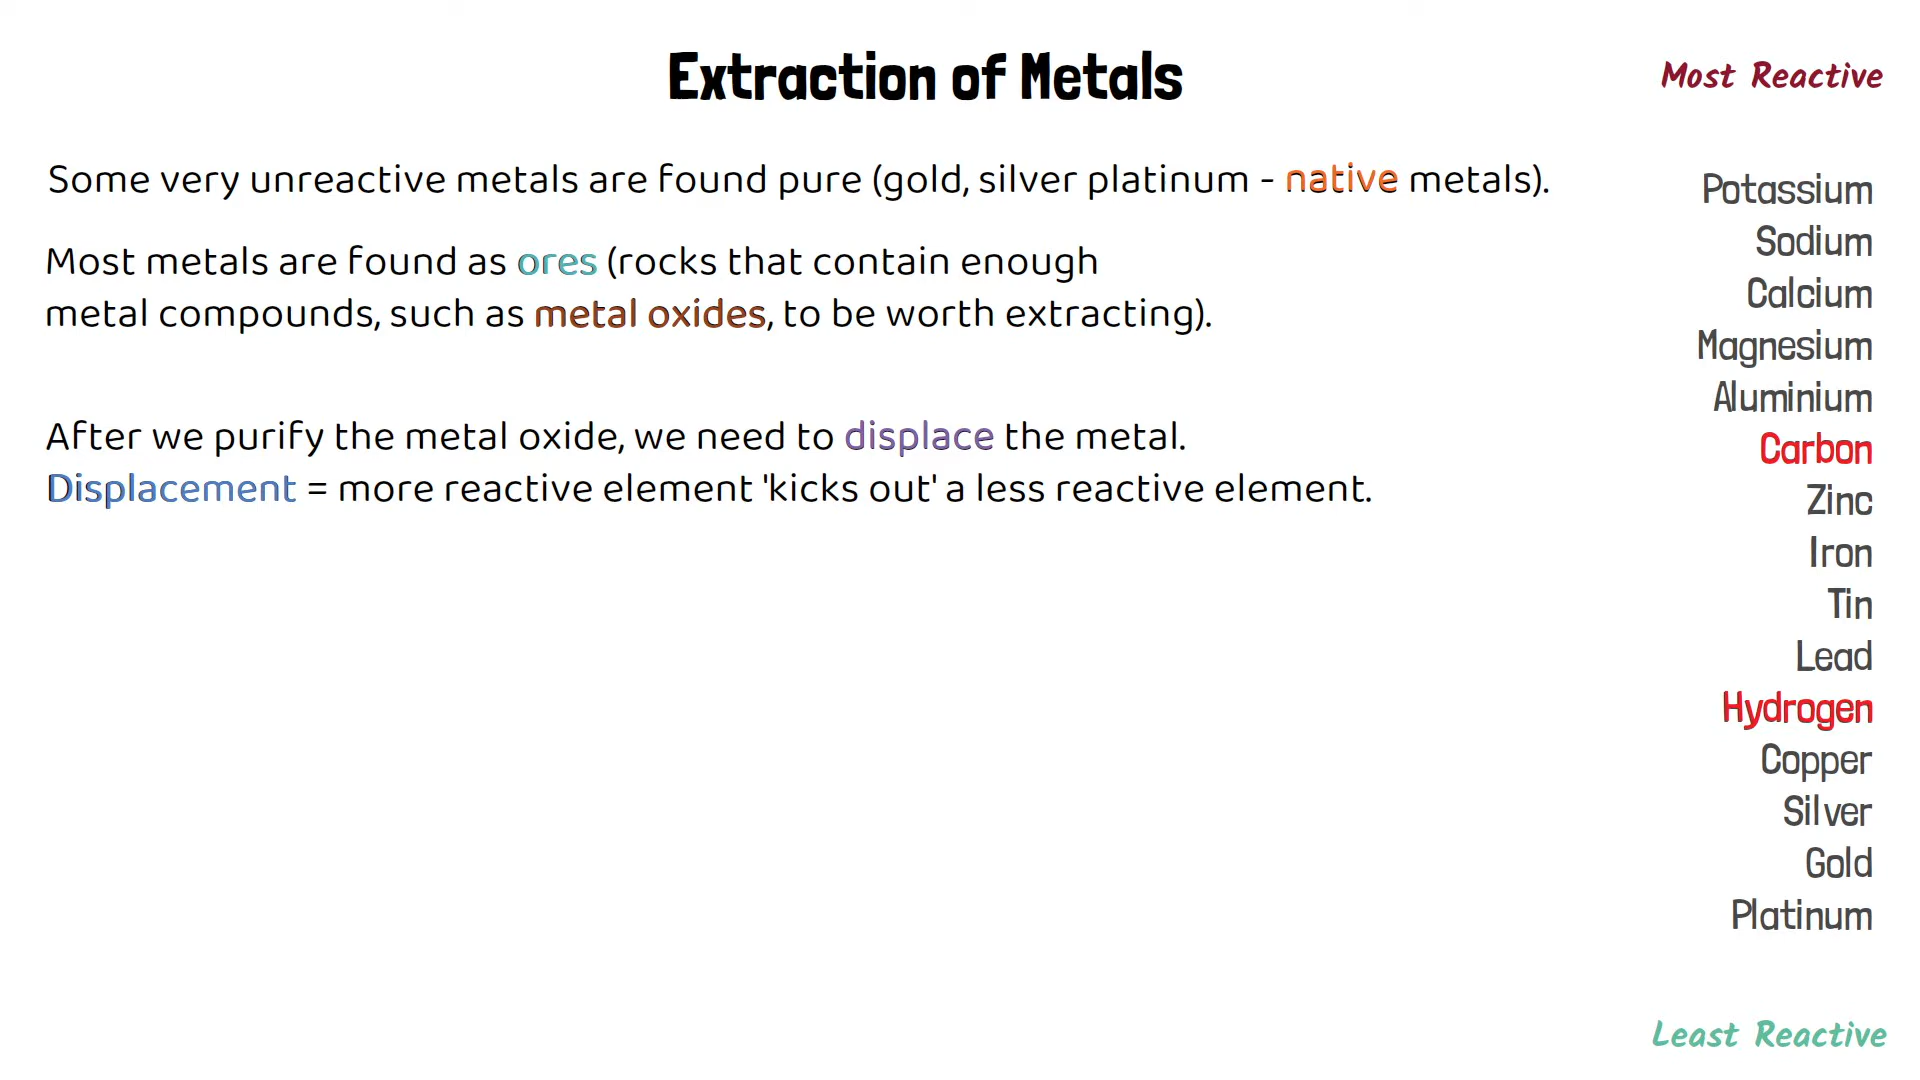 Extraction of Metals
Some very unreactive metals are found pure (gold, silver platinum - native metals).
Most metals are found as ores (rocks that contain enough
metal compounds, such as metal oxides, to be worth extracting).
After we purify the metal oxide, we need to displace the metal.
Displacement = more reactive element 'kicks out' a less reactive element.
Most Reactive
Potassium
Sodium
Calcium
Magnesium
Aluminium
Carbon
Zinc
Iron
Tin
Lead
Hydrogen
Copper
Silver
Gold
Platinum
Least Reactive